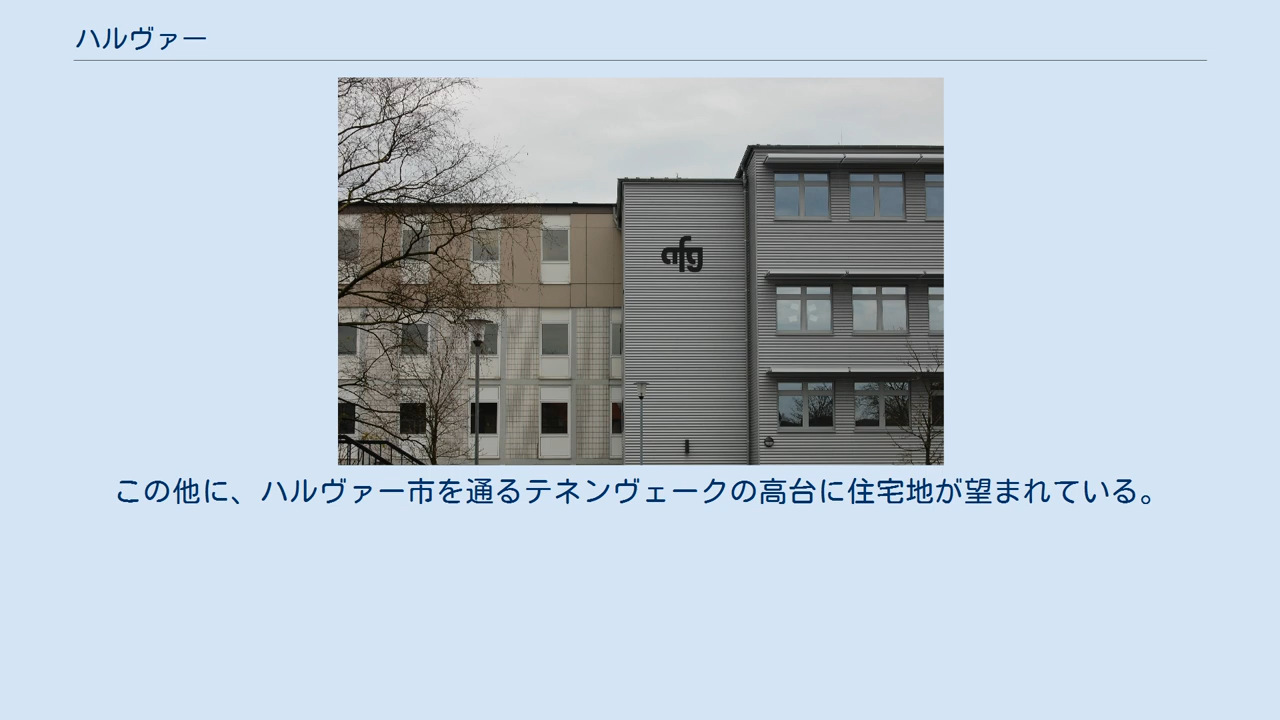 ハルヴァー
afg
この他に、ハルヴァー市を通るテネンヴェークの高台に住宅地が望まれている。